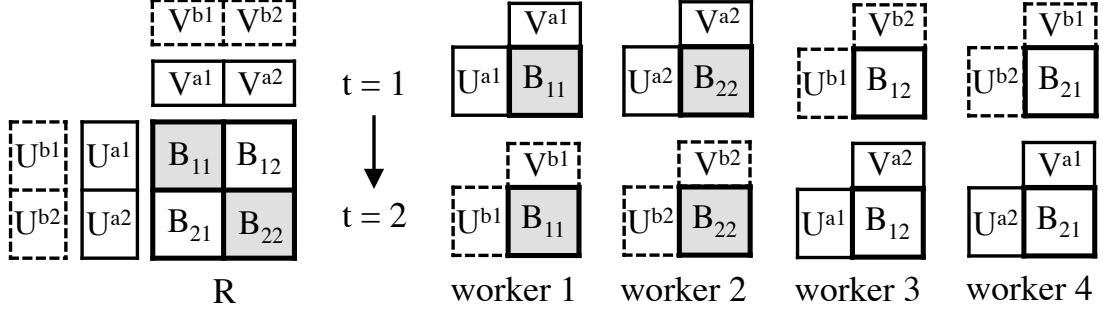 V^b1 V^b2 V^a1 V^b2 V^b1
V^a1 V^a2 t = 1 U^a1 B_11 U^a2 V^a2 B_22 U^b1 B_12 U^b2 B_21
U^b1 U^a1 B_11 B_12 V^b1 V^b2 V^a2 V^a1
U^b2 U^a2 B_21 B_22 t = 2 U^b1 B_11 U^b2 B_22 U^a1 B_12 U^a2 B_21
R worker 1 worker 2 worker 3 worker 4